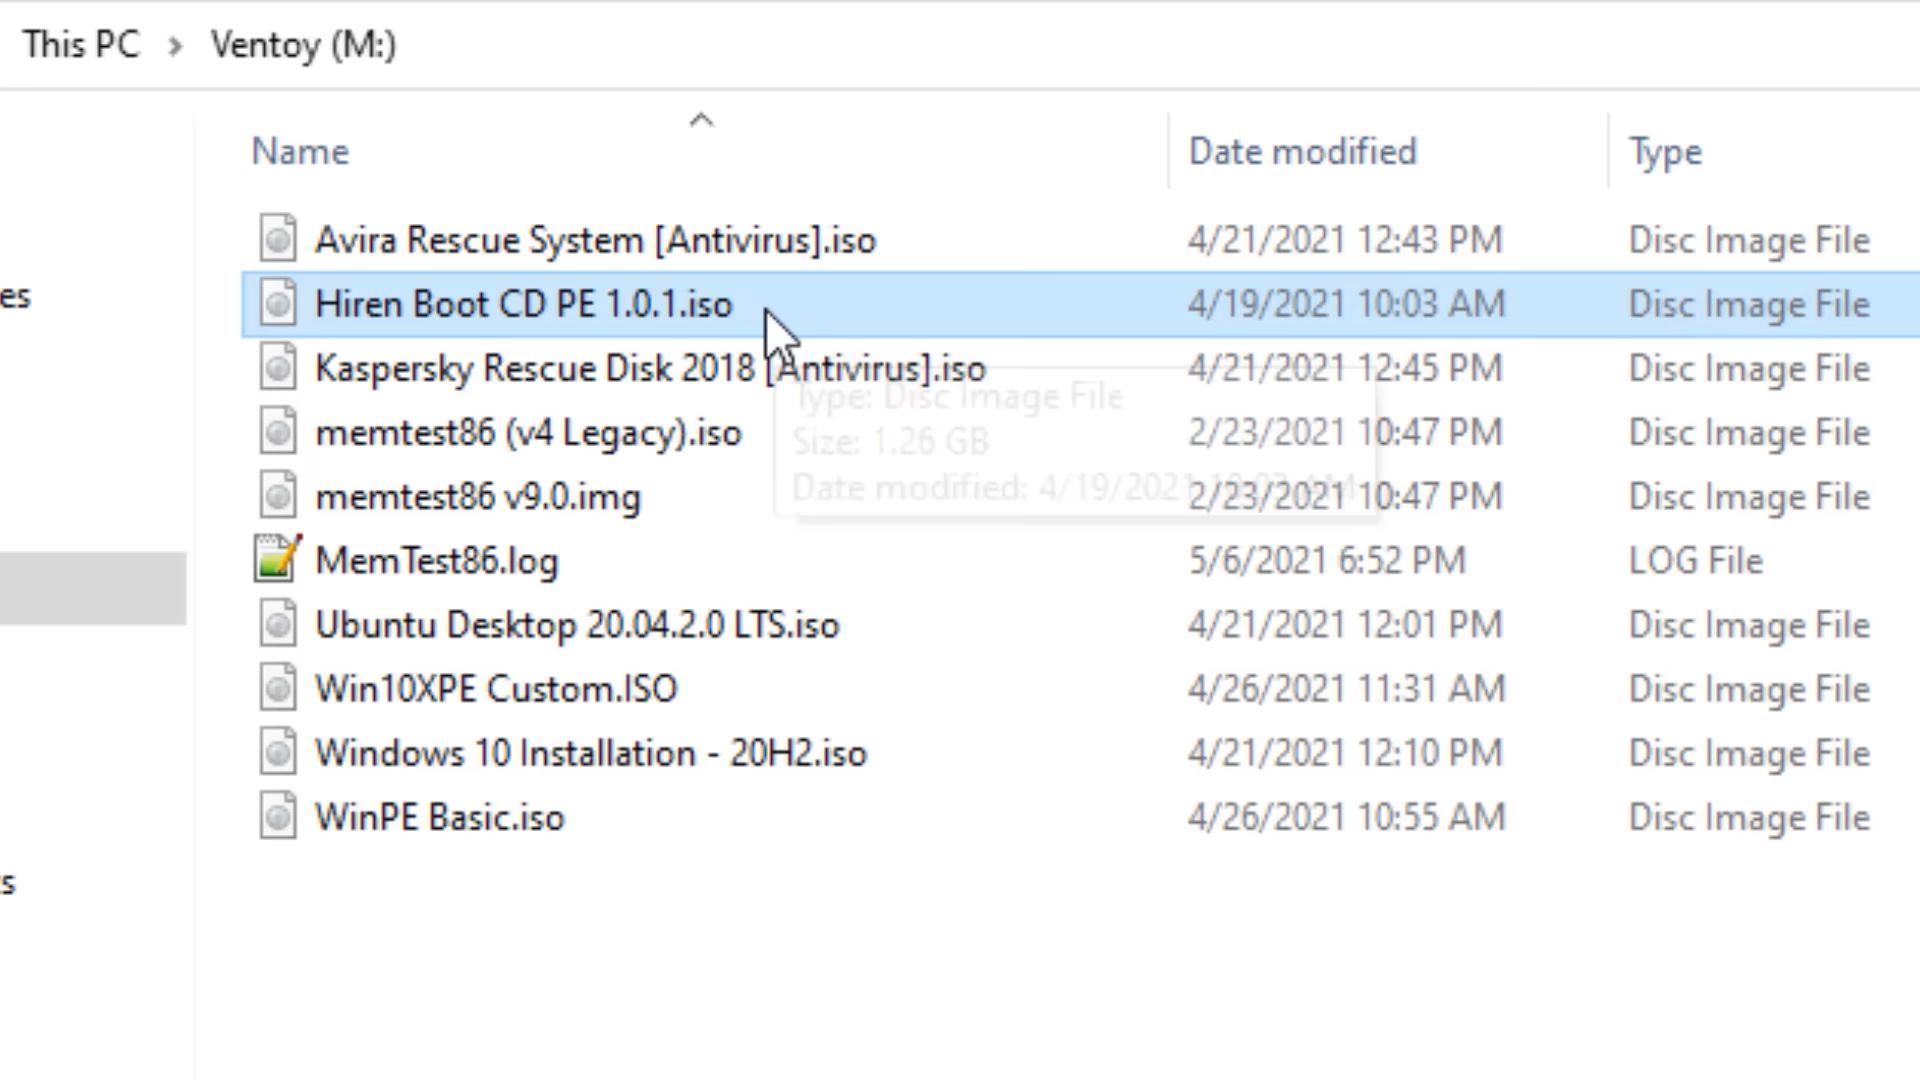 This PC > Ventoy (M:)
Name Date modified Type
Avira Rescue System [Antivirus].iso 4/21/2021 12:43 PM Disc Image File
es
Hiren Boot CD PE 1.0.1.iso 4/19/2021 10:03 AM Disc Image File
Kaspersky Rescue Disk 2018 [Antivirus].iso 4/21/2021 12:45 PM Disc Image File
Type: Disc Image File
memtest86 (v4 Legacy).iso 2/23/2021 10:47 PM Disc Image File
Size: 1.26 GB
Date modified: 4/19/2021 10:03 AM
memtest86 v9.0.img 2/23/2021 10:47 PM Disc Image File
MemTest86.log 5/6/2021 6:52 PM LOG File
Ubuntu Desktop 20.04.2.0 LTS.iso 4/21/2021 12:01 PM Disc Image File
Win10XPE Custom.ISO 4/26/2021 11:31 AM Disc Image File
Windows 10 Installation - 20H2.iso 4/21/2021 12:10 PM Disc Image File
WinPE Basic.iso 4/26/2021 10:55 AM Disc Image File
s